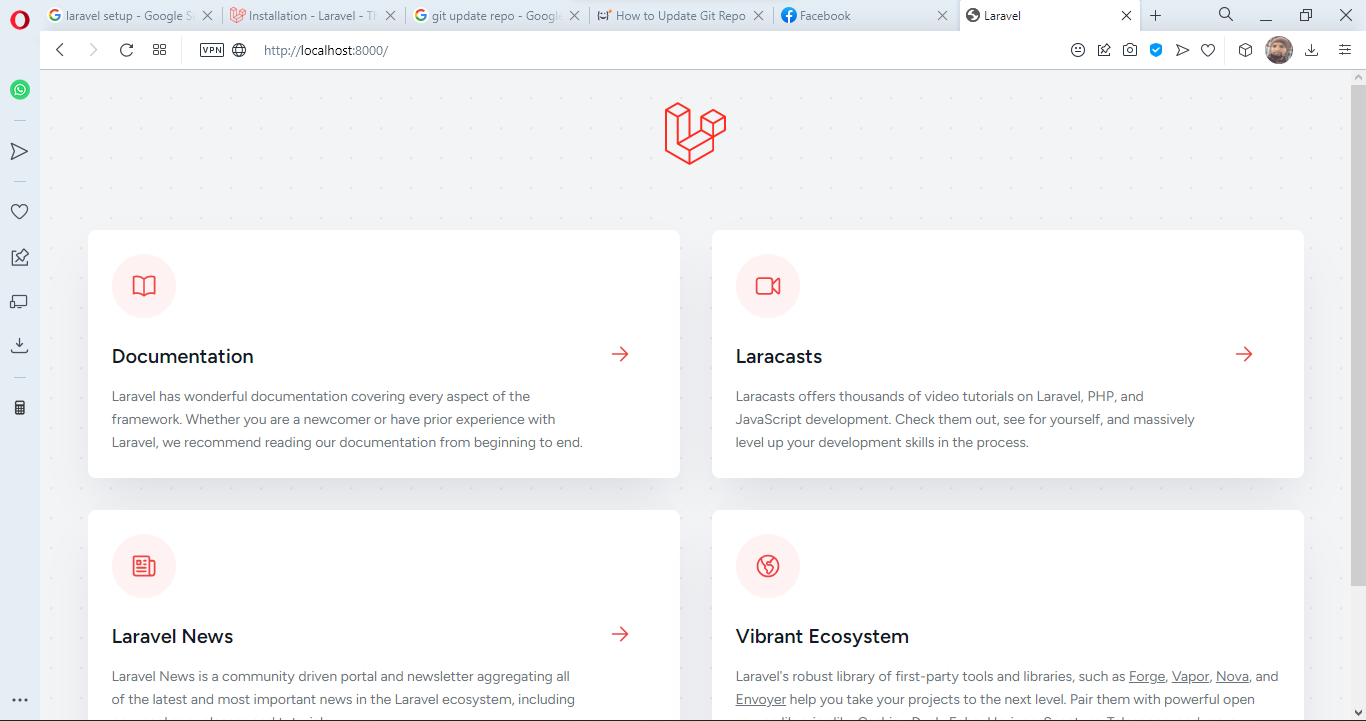 laravel setup - Google S
Installation - Laravel - Th
git update repo - Google
How to Update Git Repo
Facebook
Laravel
VPN
http://localhost:8000/
Documentation
Laravel has wonderful documentation covering every aspect of the
framework. Whether you are a newcomer or have prior experience with
Laravel, we recommend reading our documentation from beginning to end.
Laracasts
Laracasts offers thousands of video tutorials on Laravel, PHP, and
JavaScript development. Check them out, see for yourself, and massively
level up your development skills in the process.
Laravel News
Laravel News is a community driven portal and newsletter aggregating all
of the latest and most important news in the Laravel ecosystem, including
Vibrant Ecosystem
Laravel's robust library of first-party tools and libraries, such as Forge, Vapor, Nova, and
Envoyer help you take your projects to the next level. Pair them with powerful open